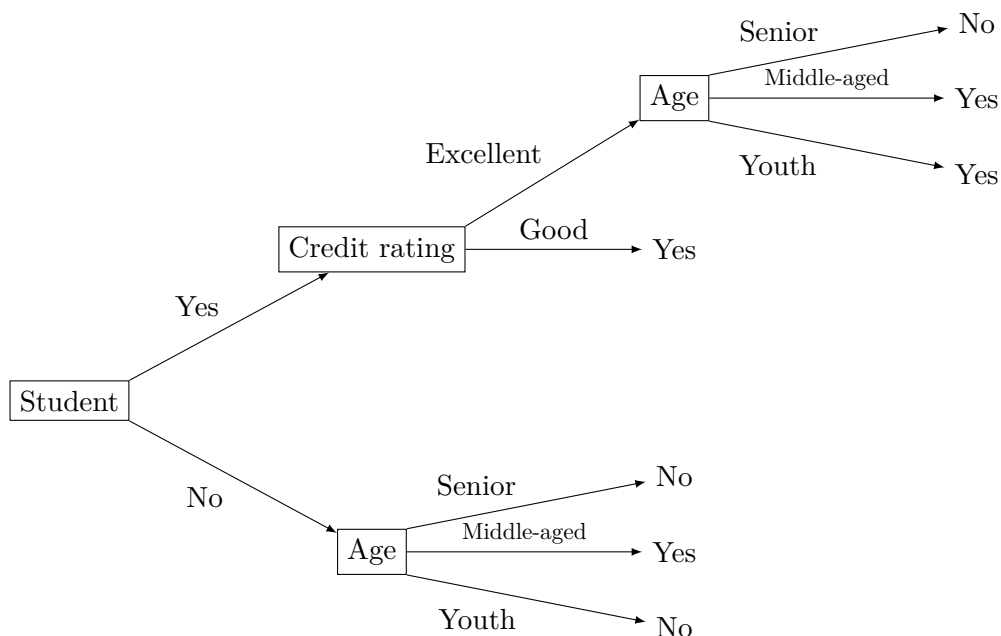 Senior
No
Middle-aged
Age
Yes
Excellent
Youth
Yes
Good
Credit rating
Yes
Yes
Student
No
Senior
No
Middle-aged
Age
Yes
Youth
No